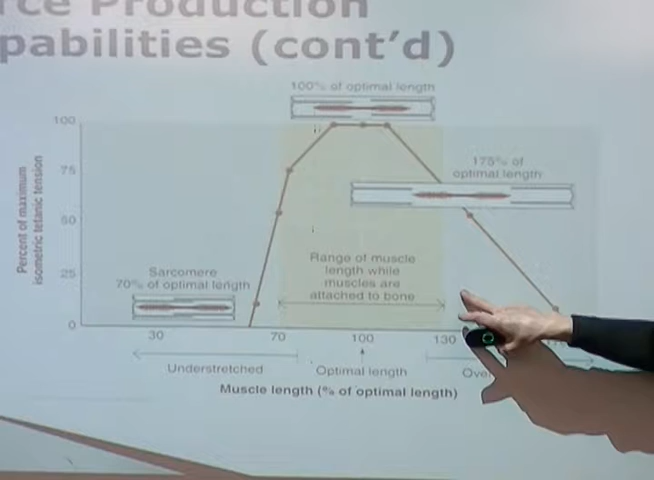 rce Production
pabilities (cont'd)
100% of optimal length
100
75
50
25
0
Percent of maximum
isometric tetanic tension
175% of
optimal length
Range of muscle
length while
muscles are
attached to bone
Sarcomere
70% of optimal length
30
70
100
130
Understretched
Optimal length
Over
Muscle length (% of optimal length)